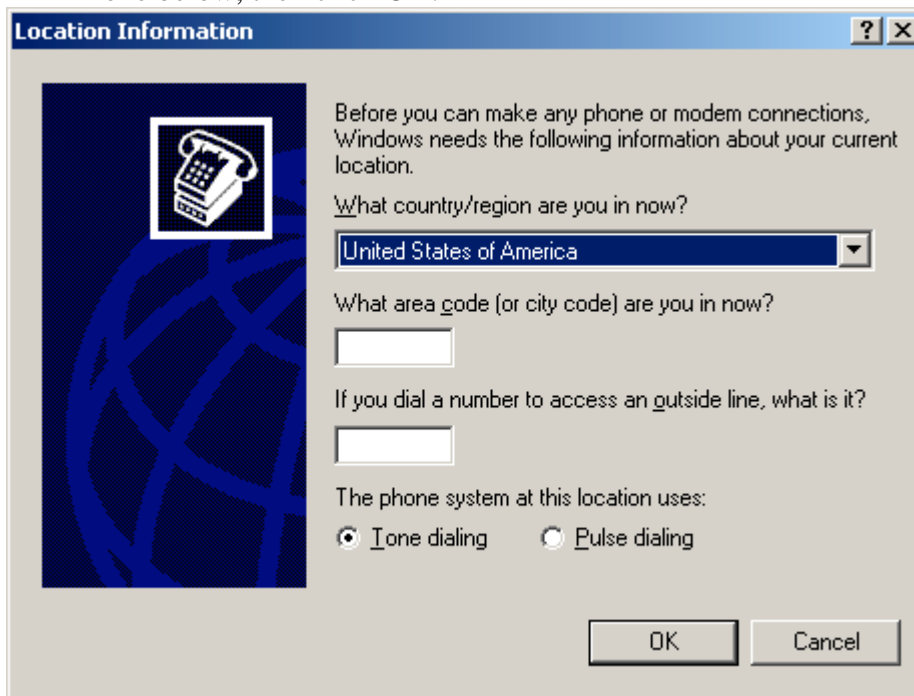 Location Information
Before you can make any phone or modem connections,
Windows needs the following information about your current
location.
What country/region are you in now?
United States of America
What area code (or city code) are you in now?
If you dial a number to access an outside line, what is it?
The phone system at this location uses:
Tone dialing Pulse dialing
OK Cancel